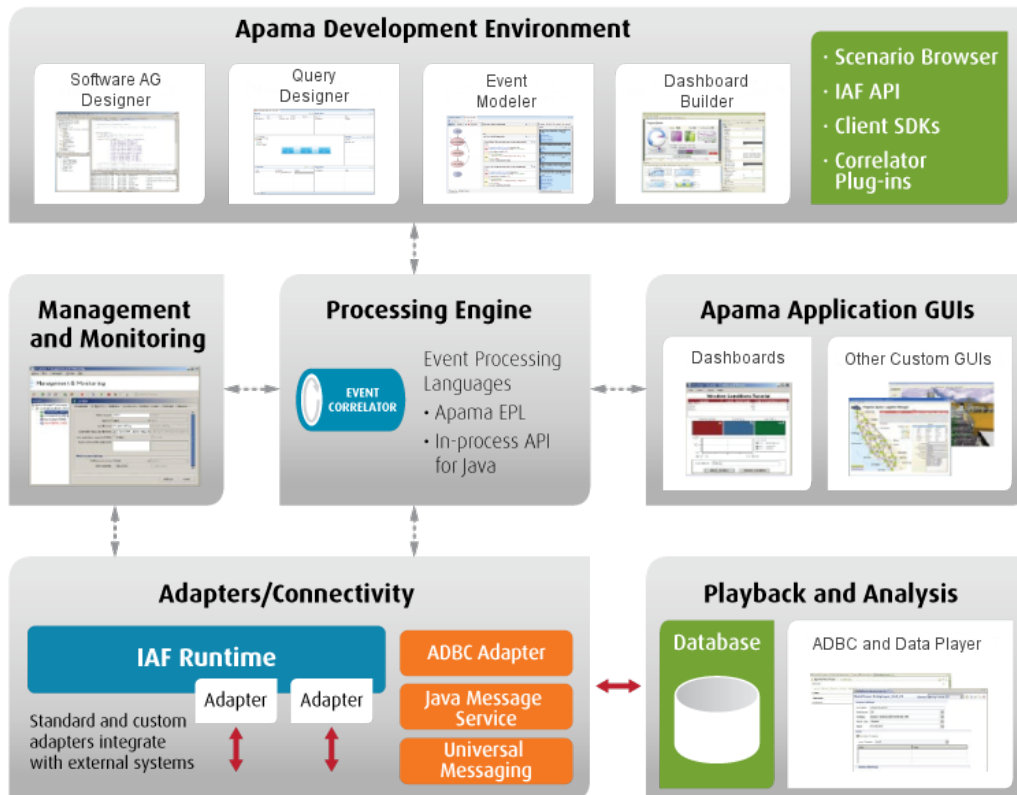 Apama Development Environment
Software AG
Designer
Query
Designer
Event
Modeler
Dashboard
Builder
· Scenario Browser
· IAF API
· Client SDKs
· Correlator
Plug-ins
Management
and Monitoring
Management & Monitoring
Processing Engine
EVENT
CORRELATOR
Event Processing
Languages
• Apama EPL
• In-process API
for Java
Apama Application GUIs
Dashboards
Other Custom GUIs
Adapters/Connectivity
IAF Runtime
Adapter
Adapter
Standard and custom
adapters integrate
with external systems
ADBC Adapter
Java Message
Service
Universal
Messaging
Playback and Analysis
Database
ADBC and Data Player